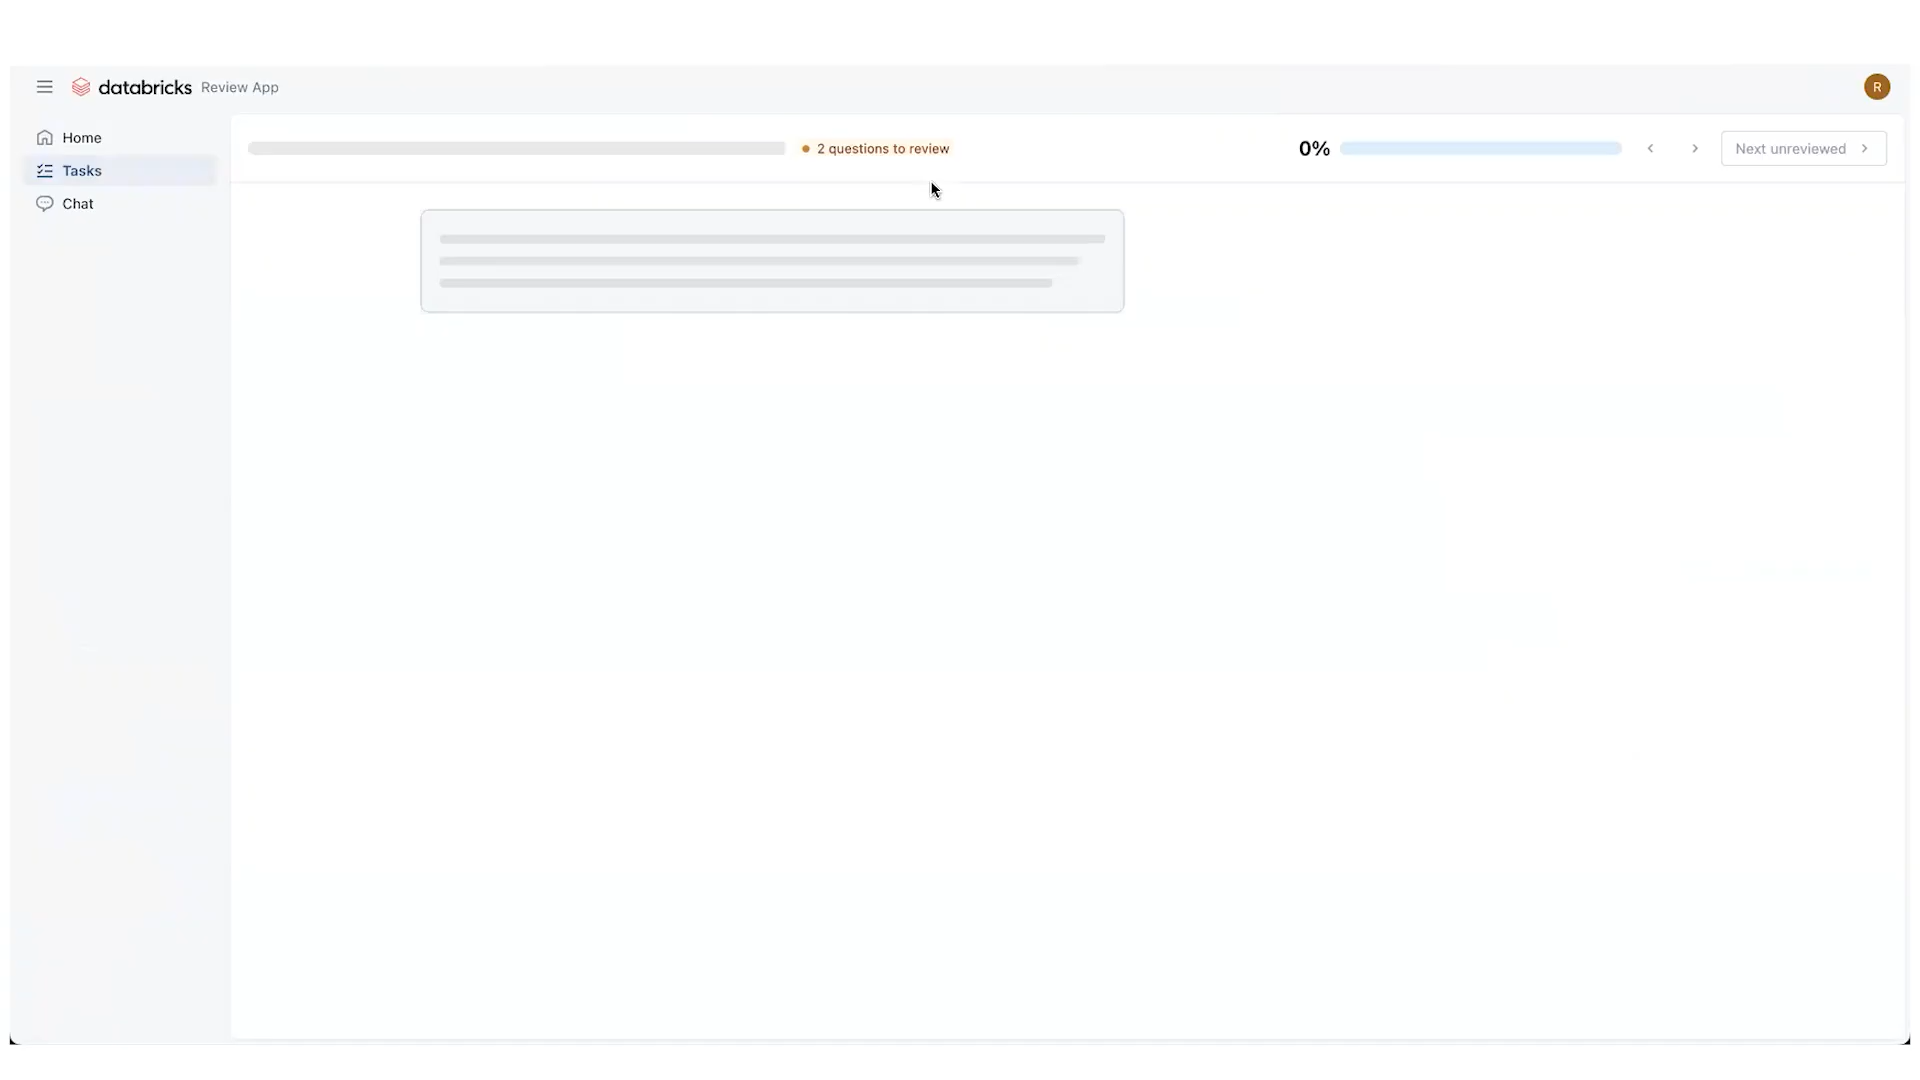 databricks Review App
R
Home
Tasks
Chat
2 questions to review
0%
Next unreviewed